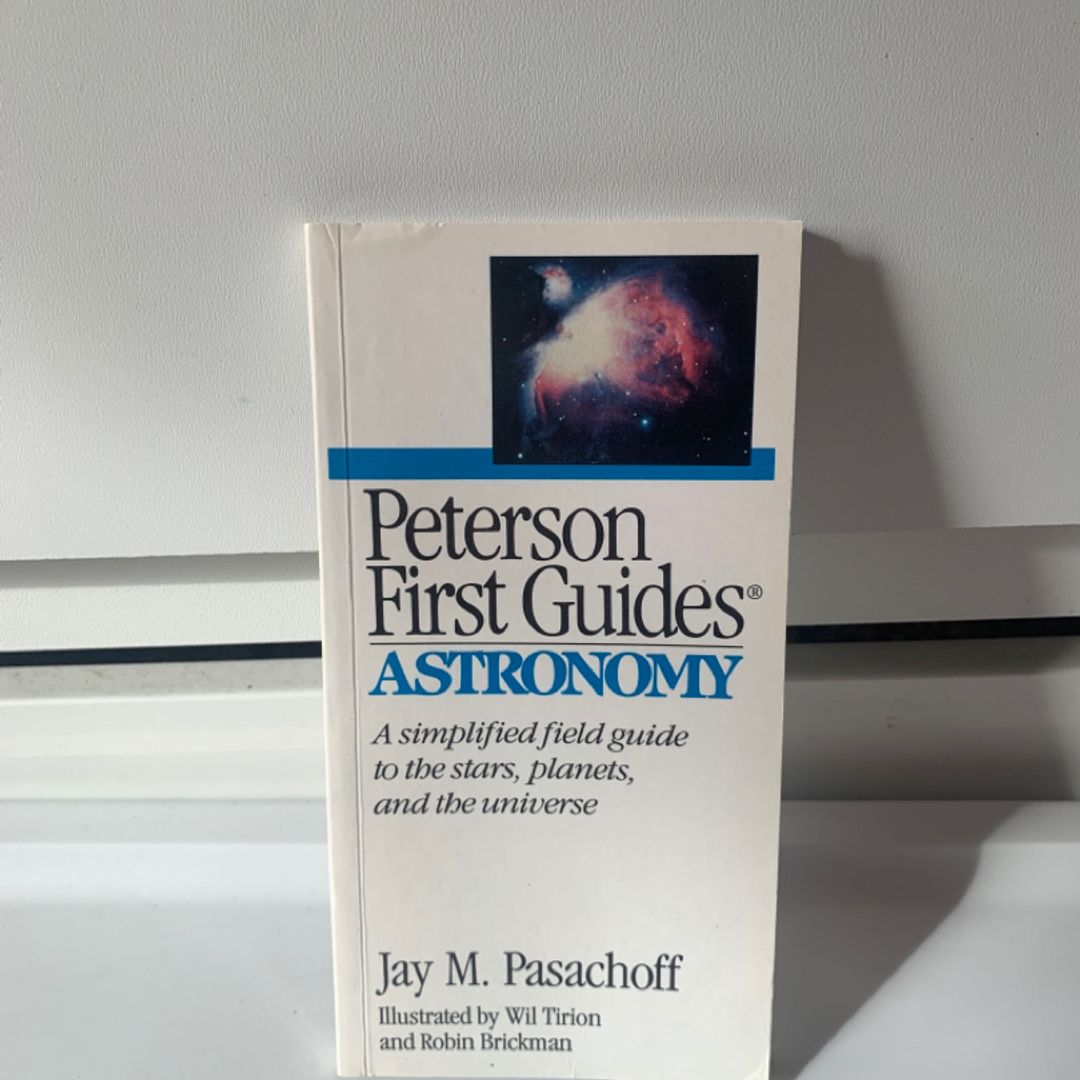 Peterson
First Guides®
ASTRONOMY
A simplified field guide
to the stars, planets,
and the universe
Jay M. Pasachoff
Illustrated by Wil Tirion
and Robin Brickman